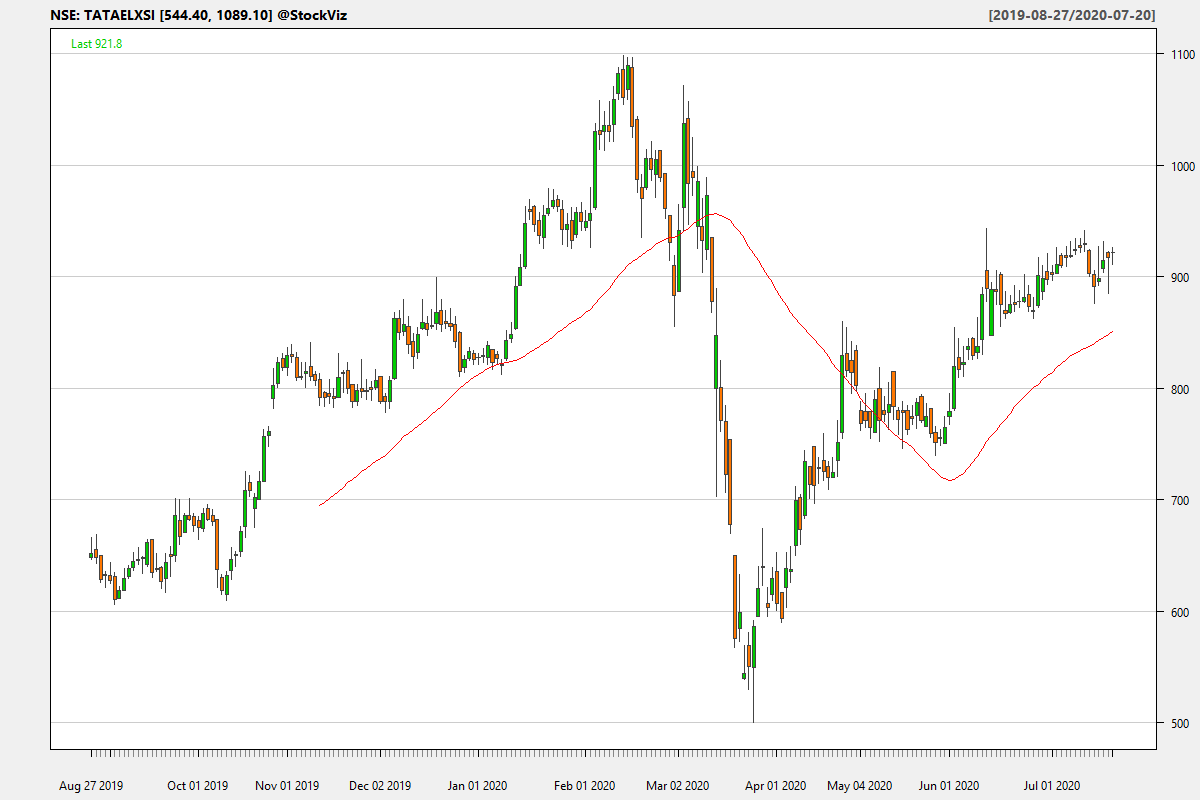 NSE: TATAELXSI [544.40, 1089.10] @StockViz [2019-08-27/2020-07-20]
Last 921.8
1100
1000
900
800
700
600
500
Aug 27 2019 Oct 01 2019 Nov 01 2019 Dec 02 2019 Jan 01 2020 Feb 01 2020 Mar 02 2020 Apr 01 2020 May 04 2020 Jun 01 2020 Jul 01 2020